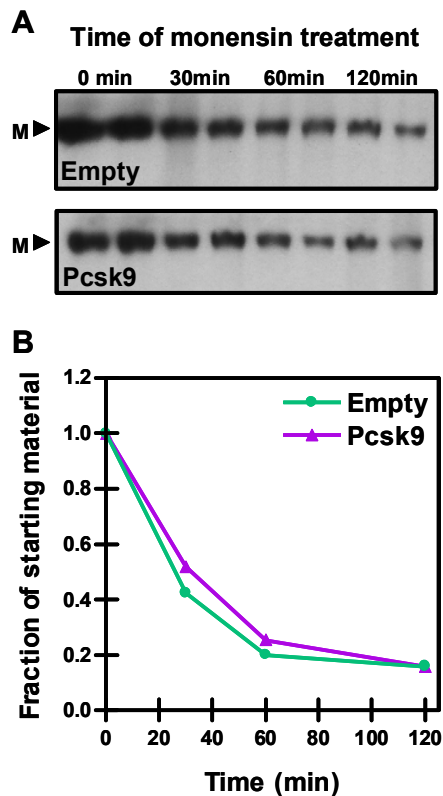 A
Time of monensin treatment
0 min 30min 60min 120min
M
Empty
M
Pcsk9
B
Fraction of starting material
1.2
1.0
0.8
0.6
0.4
0.2
0.0
Empty
Pcsk9
0 20 40 60 80 100 120
Time (min)